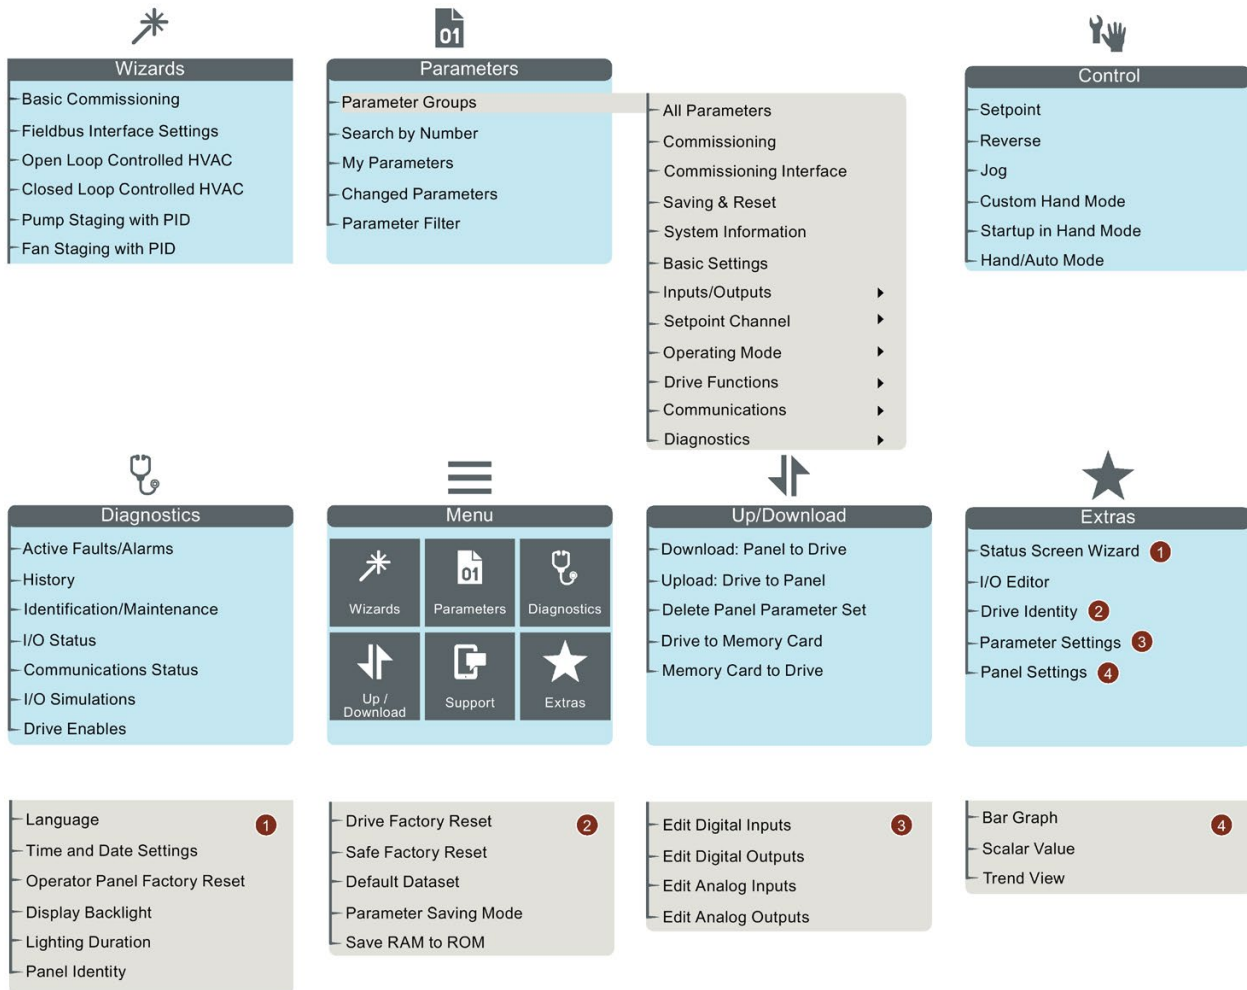 01
Wizards
Basic Commissioning
Fieldbus Interface Settings
Open Loop Controlled HVAC
Closed Loop Controlled HVAC
Pump Staging with PID
Fan Staging with PID
Parameters
Parameter Groups
Search by Number
My Parameters
Changed Parameters
Parameter Filter
All Parameters
Commissioning
Commissioning Interface
Saving & Reset
System Information
Basic Settings
Inputs/Outputs
Setpoint Channel
Operating Mode
Drive Functions
Communications
Diagnostics
Control
Setpoint
Reverse
Jog
Custom Hand Mode
Startup in Hand Mode
Hand/Auto Mode
Diagnostics
Active Faults/Alarms
History
Identification/Maintenance
I/O Status
Communications Status
I/O Simulations
Drive Enables
Menu
01
Wizards
Parameters
Diagnostics
Up /
Download
Support
Extras
Up/Download
Download: Panel to Drive
Upload: Drive to Panel
Delete Panel Parameter Set
Drive to Memory Card
Memory Card to Drive
Extras
Status Screen Wizard 1
I/O Editor
Drive Identity 2
Parameter Settings 3
Panel Settings 4
Language 1
Time and Date Settings
Operator Panel Factory Reset
Display Backlight
Lighting Duration
Panel Identity
Drive Factory Reset 2
Safe Factory Reset
Default Dataset
Parameter Saving Mode
Save RAM to ROM
Edit Digital Inputs 3
Edit Digital Outputs
Edit Analog Inputs
Edit Analog Outputs
Bar Graph 4
Scalar Value
Trend View